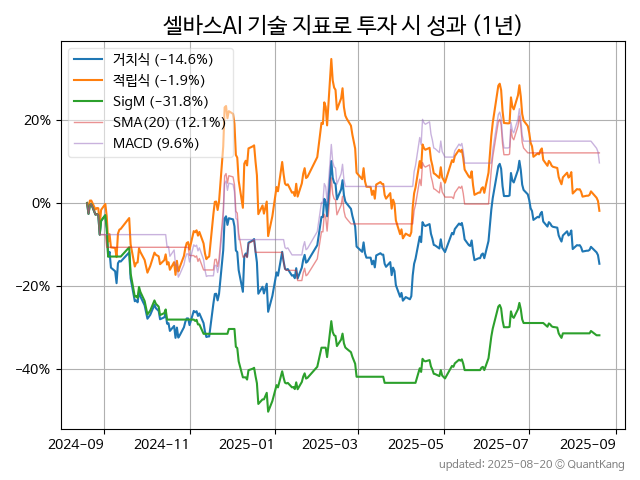 셀바스AI 기술 지표로 투자 시 성과 (1년)
거치식 (−14.6%)
적립식 (−1.9%)
SigM (−31.8%)
SMA(20) (12.1%)
MACD (9.6%)
20%
0%
−20%
−40%
2024−09 2024−11 2025−01 2025−03 2025−05 2025−07 2025−09
updated: 2025−08−20 © QuantKang